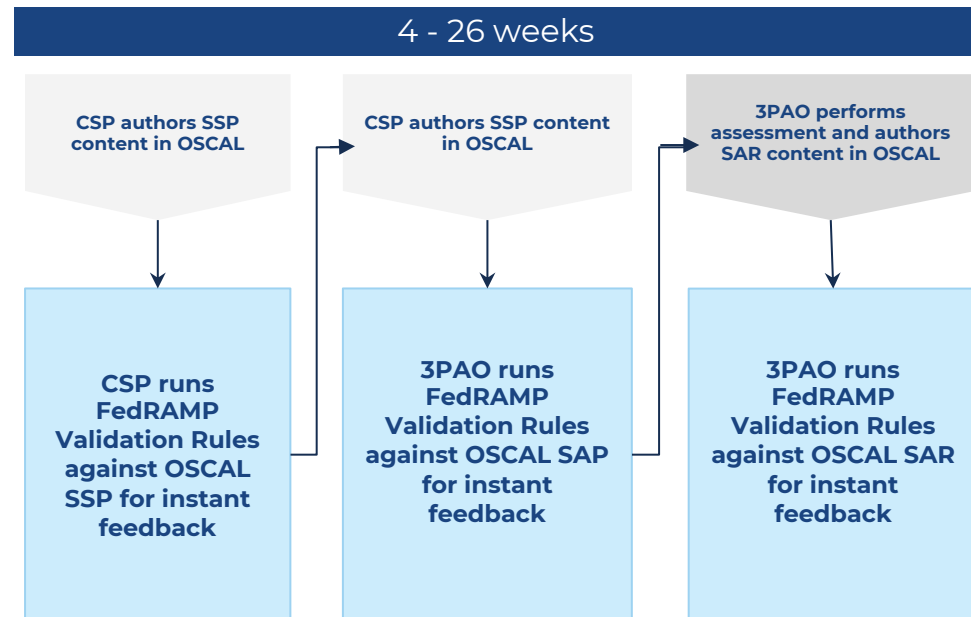 4 - 26 weeks
CSP authors SSP
content in OSCAL
CSP authors SSP content
in OSCAL
3PAO performs
assessment and authors
SAR content in OSCAL
CSP runs
FedRAMP
Validation Rules
against OSCAL
SSP for instant
feedback
3PAO runs
FedRAMP
Validation Rules
against OSCAL SAP
for instant
feedback
3PAO runs
FedRAMP
Validation Rules
against OSCAL SAR
for instant
feedback